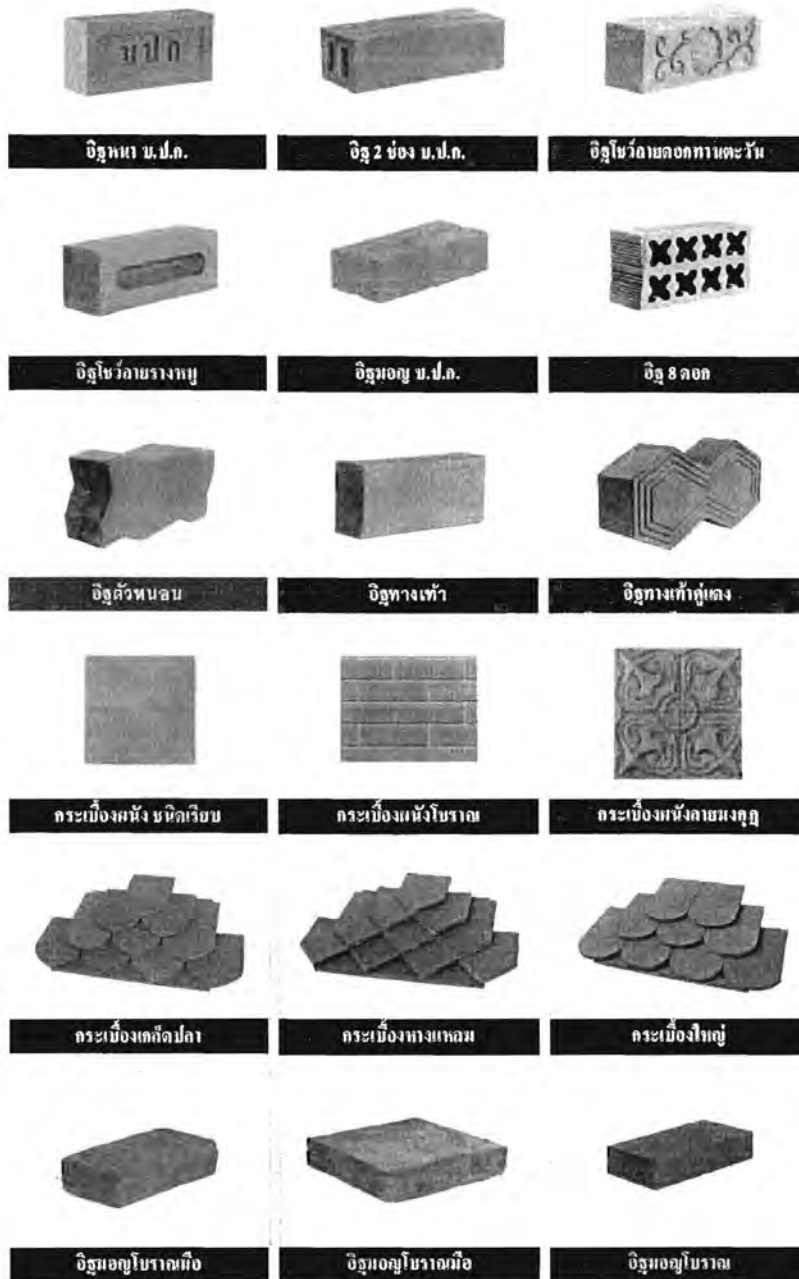 บปก
อิฐหนา บ.ป.ก.
อิฐ 2 ช่อง บ.ป.ก.
อิฐโชว์ลายดอกทานตะวัน
อิฐโชว์ลายรางหมู
อิฐมอญ บ.ป.ก.
อิฐ 8 ดอก
อิฐตัวหนอน
อิฐทางเท้า
อิฐทางเท้าคู่แดง
กระเบื้องผนัง ชนิดเรียบ
กระเบื้องผนังโบราณ
กระเบื้องผนังลายมงกุฎ
กระเบื้องเกล็ดปลา
กระเบื้องหางแหลม
กระเบื้องใหญ่
อิฐมอญโบราณมือ
อิฐมอญโบราณมือ
อิฐมอญโบราณ